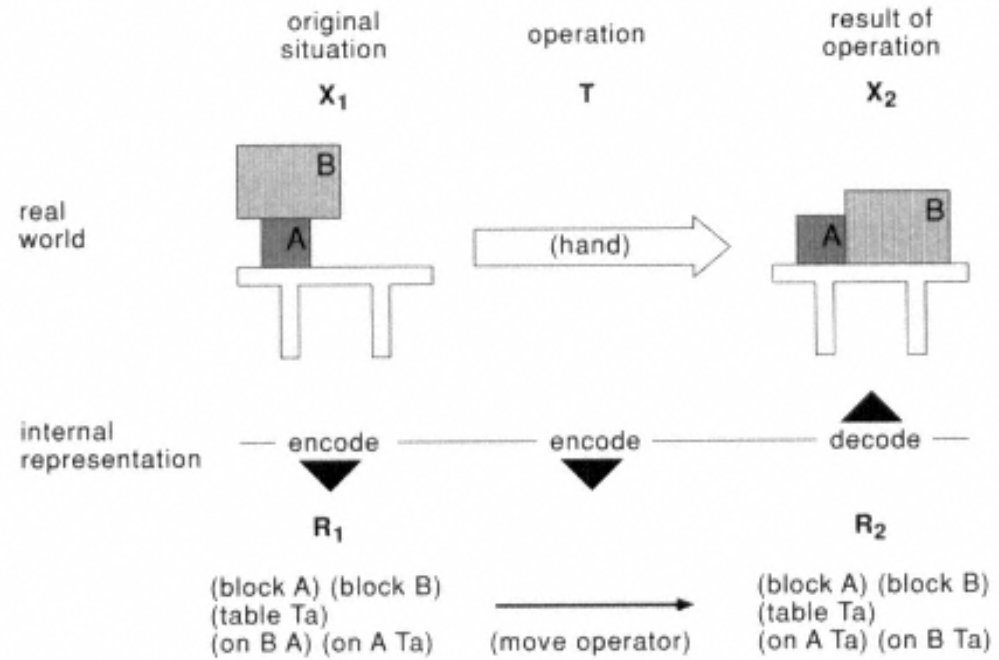 original
situation
operation
result of
operation
X₁
T
X₂
real
world
B
A
(hand)
A
B
internal
representation
encode
encode
decode
R₁
R₂
(block A) (block B)
(table Ta)
(on B A) (on A Ta)
(move operator)
(block A) (block B)
(table Ta)
(on A Ta) (on B Ta)